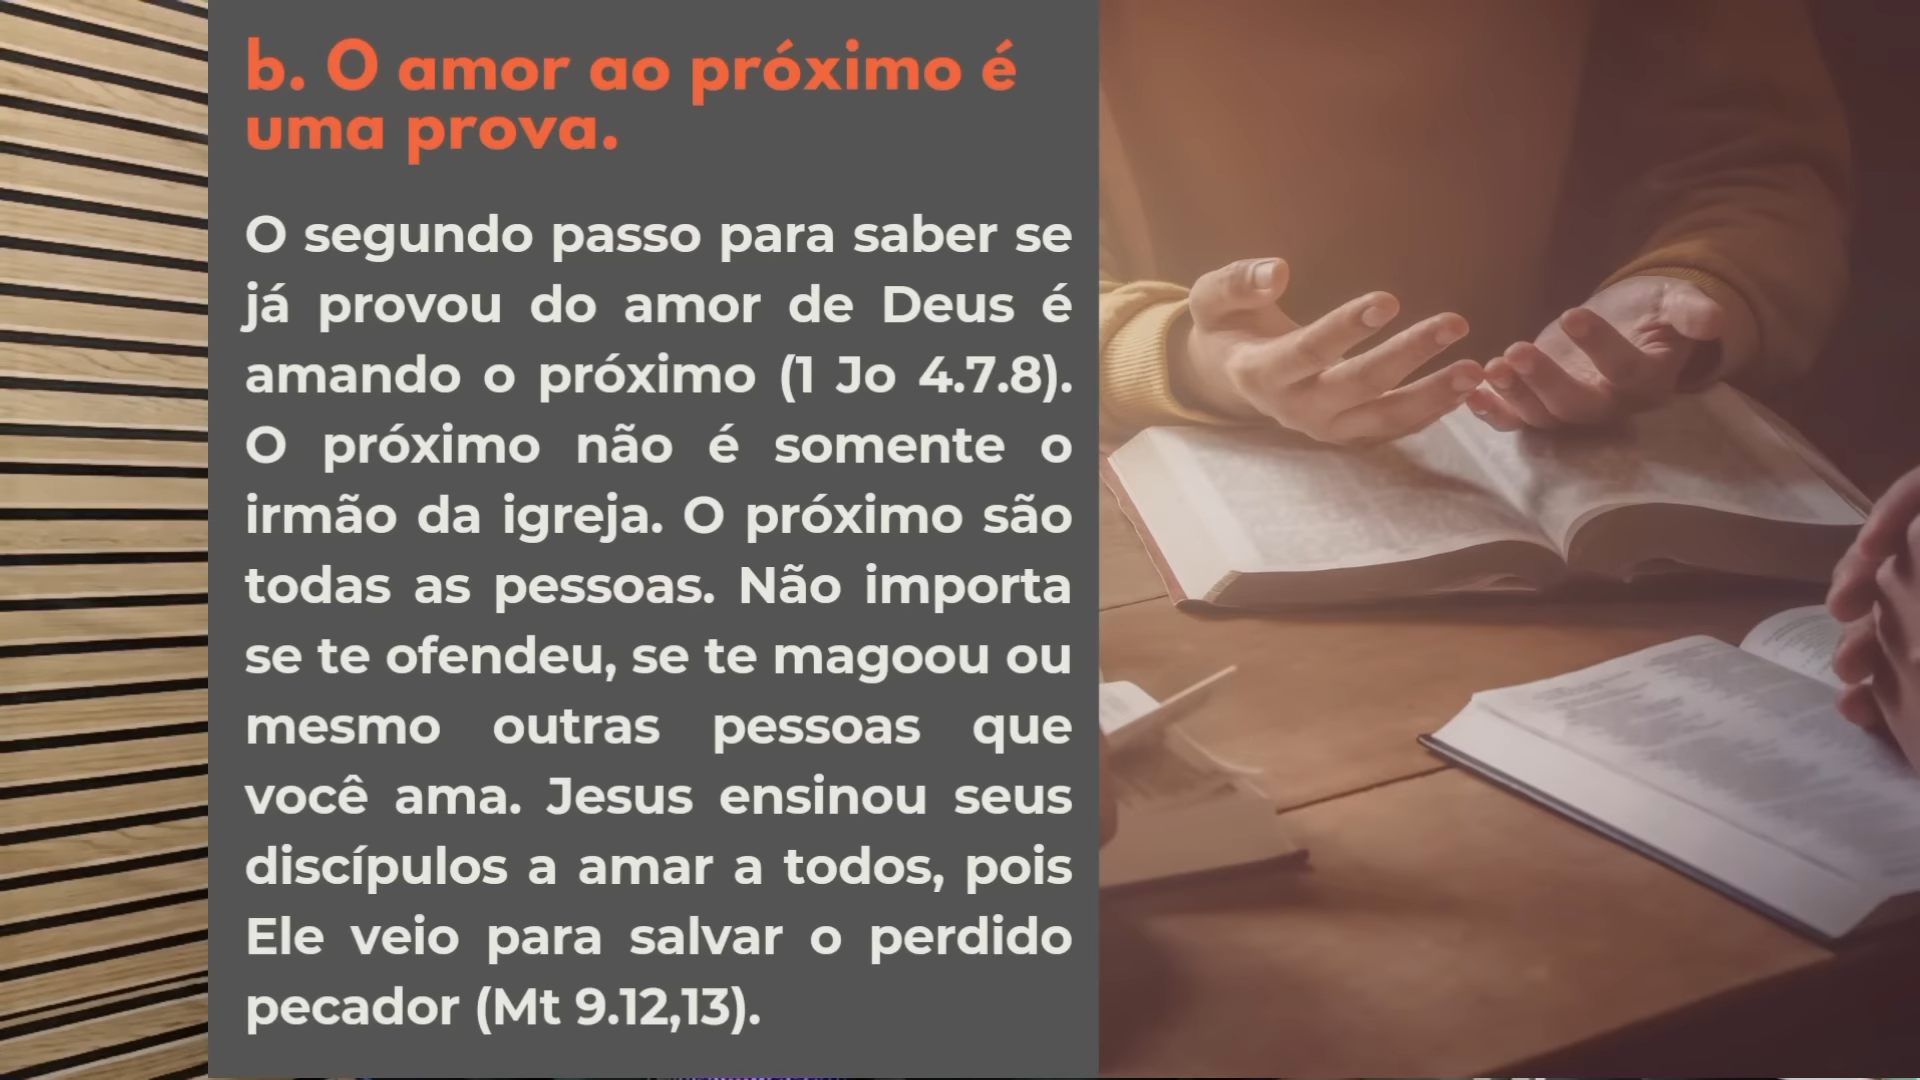 b. O amor ao próximo é
uma prova.
O segundo passo para saber se
já provou do amor de Deus é
amando o próximo (1 Jo 4.7.8).
O próximo não é somente o
irmão da igreja. O próximo são
todas as pessoas. Não importa
se te ofendeu, se te magoou ou
mesmo outras pessoas que
você ama. Jesus ensinou seus
discípulos a amar a todos, pois
Ele veio para salvar o perdido
pecador (Mt 9.12,13).